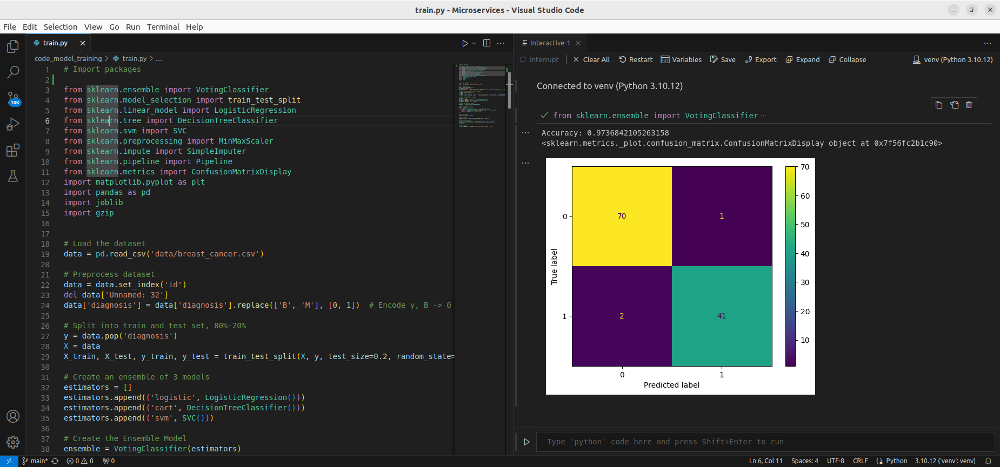 train.py - Microservices - Visual Studio Code
File Edit Selection View Go Run Terminal Help
train.py
code_model_training > train.py > ...
1 # Import packages
2
3 from sklearn.ensemble import VotingClassifier
4 from sklearn.model_selection import train_test_split
5 from sklearn.linear_model import LogisticRegression
6 from sklearn.tree import DecisionTreeClassifier
7 from sklearn.svm import SVC
8 from sklearn.preprocessing import MinMaxScaler
9 from sklearn.impute import SimpleImputer
10 from sklearn.pipeline import Pipeline
11 from sklearn.metrics import ConfusionMatrixDisplay
12 import matplotlib.pyplot as plt
13 import pandas as pd
14 import joblib
15 import gzip
16
17
18 # Load the dataset
19 data = pd.read_csv('data/breast_cancer.csv')
20
21 # Preprocess dataset
22 data = data.set_index('id')
23 del data['Unnamed: 32']
24 data['diagnosis'] = data['diagnosis'].replace(['B', 'M'], [0, 1])  # Encode y, B -> 0
25
26 # Split into train and test set, 80%-20%
27 y = data.pop('diagnosis')
28 X = data
29 X_train, X_test, y_train, y_test = train_test_split(X, y, test_size=0.2, random_state=
30
31 # Create an ensemble of 3 models
32 estimators = []
33 estimators.append(('logistic', LogisticRegression()))
34 estimators.append(('cart', DecisionTreeClassifier()))
35 estimators.append(('svm', SVC()))
36
37 # Create the Ensemble Model
38 ensemble = VotingClassifier(estimators)
10K
Interactive-1
Interrupt | Clear All Restart Variables Save Export Expand Collapse venv (Python 3.10.12)
Connected to venv (Python 3.10.12)
from sklearn.ensemble import VotingClassifier ...
Accuracy: 0.9736842105263158
<sklearn.metrics._plot.confusion_matrix.ConfusionMatrixDisplay object at 0x7f56fc2b1c90>
70
60
50
40
30
20
10
True label
0
70 1
1
2 41
0 1
Predicted label
Type 'python' code here and press Shift+Enter to run
main* 0 0 0
Ln 6, Col 11 Spaces: 4 UTF-8 CRLF Python 3.10.12 ('venv': venv)